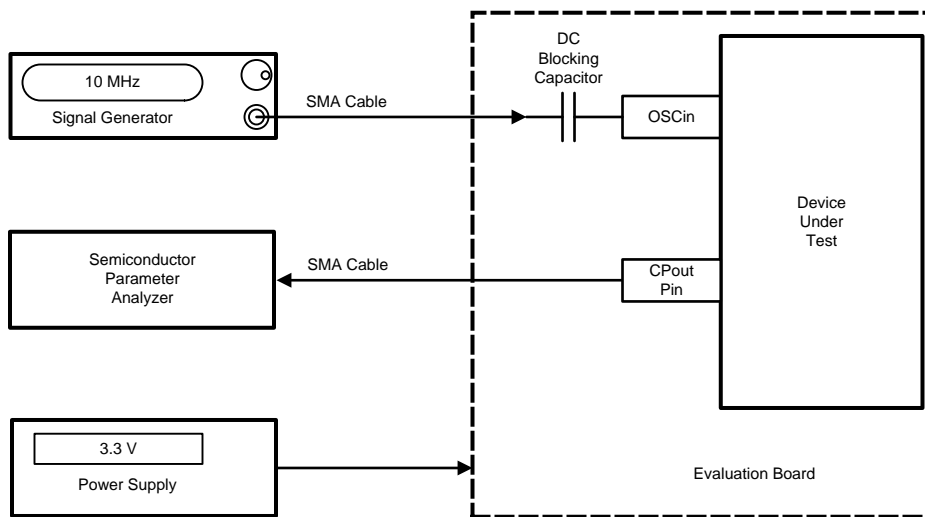 10 MHz
Signal Generator
SMA Cable
DC
Blocking
Capacitor
OSCin
Device
Under
Test
Semiconductor
Parameter
Analyzer
SMA Cable
CPout
Pin
3.3 V
Power Supply
Evaluation Board